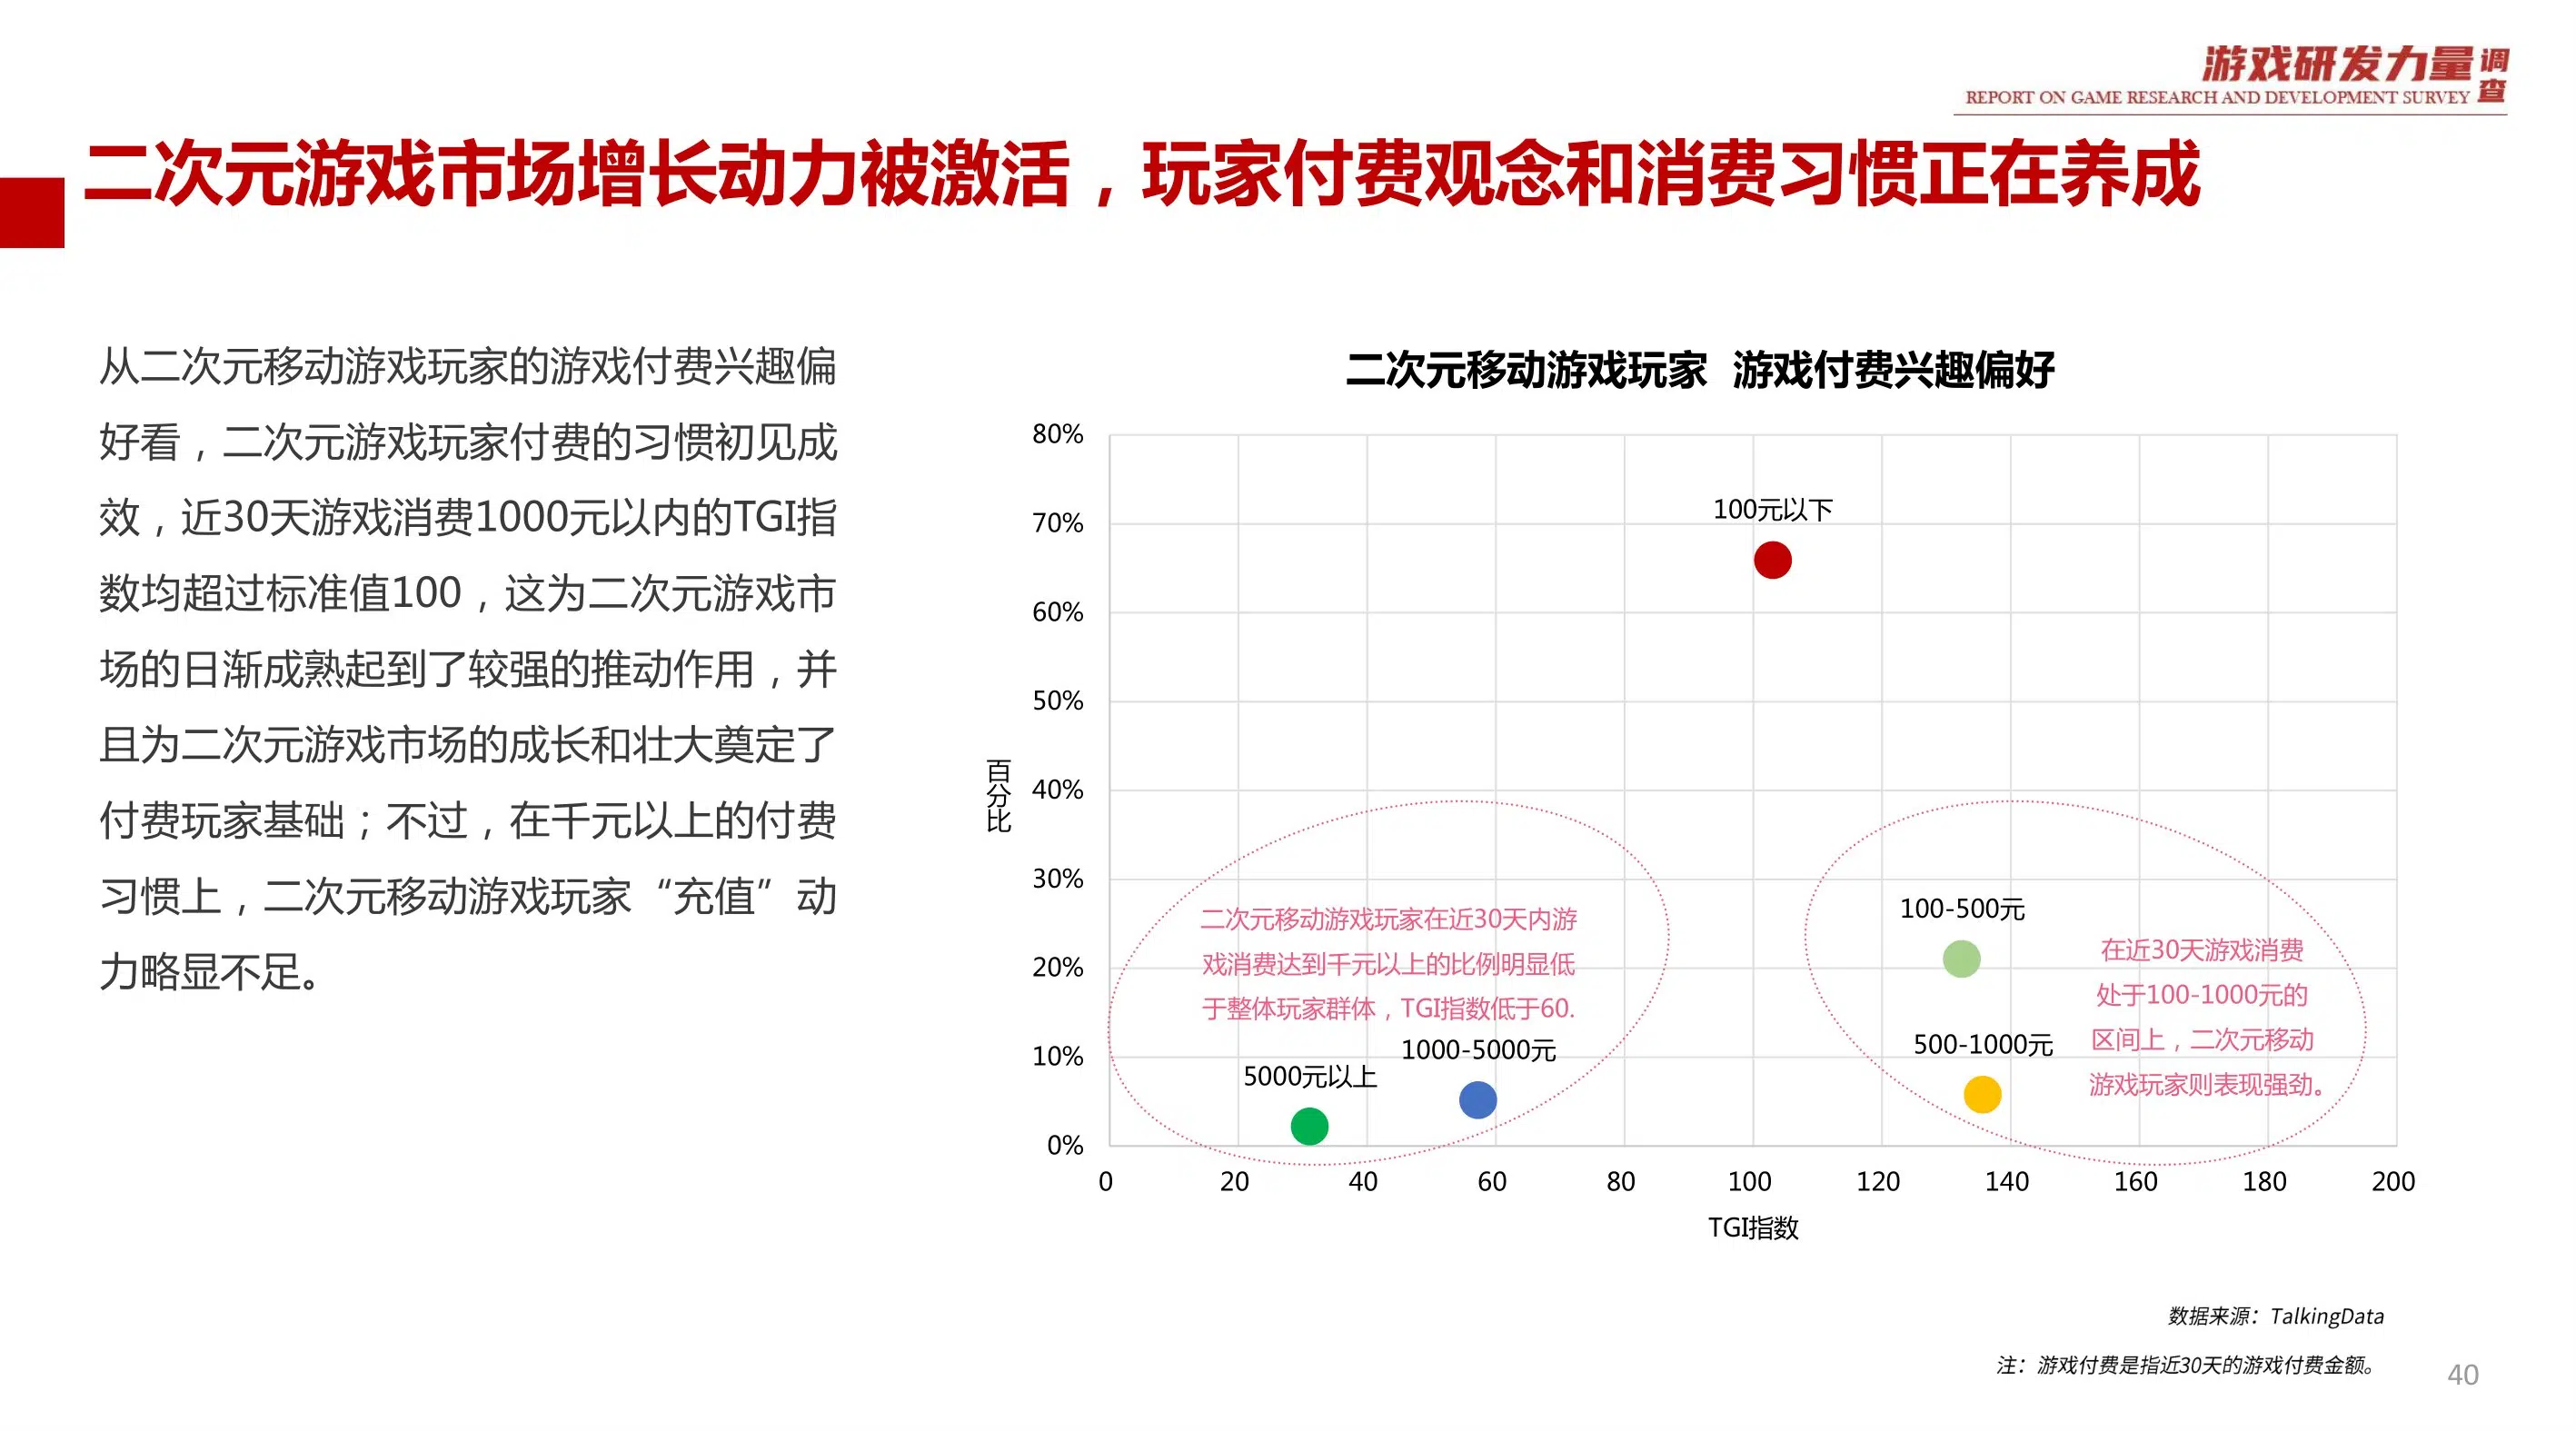 游戏研发力量调查
REPORT ON GAME RESEARCH AND DEVELOPMENT SURVEY
二次元游戏市场增长动力被激活，玩家付费观念和消费习惯正在养成
从二次元移动游戏玩家的游戏付费兴趣偏
好看，二次元游戏玩家付费的习惯初见成
效，近30天游戏消费1000元以内的TGI指
数均超过标准值100，这为二次元游戏市
场的日渐成熟起到了较强的推动作用，并
且为二次元游戏市场的成长和壮大奠定了
付费玩家基础；不过，在千元以上的付费
习惯上，二次元移动游戏玩家“充值”动
力略显不足。
二次元移动游戏玩家 游戏付费兴趣偏好
80%
70%
60%
50%
40%
30%
20%
10%
0%
百分比
100元以下
100-500元
500-1000元
1000-5000元
5000元以上
二次元移动游戏玩家在近30天内游
戏消费达到千元以上的比例明显低
于整体玩家群体，TGI指数低于60.
在近30天游戏消费
处于100-1000元的
区间上，二次元移动
游戏玩家则表现强劲。
0 20 40 60 80 100 120 140 160 180 200
TGI指数
数据来源：TalkingData
注：游戏付费是指近30天的游戏付费金额。
40